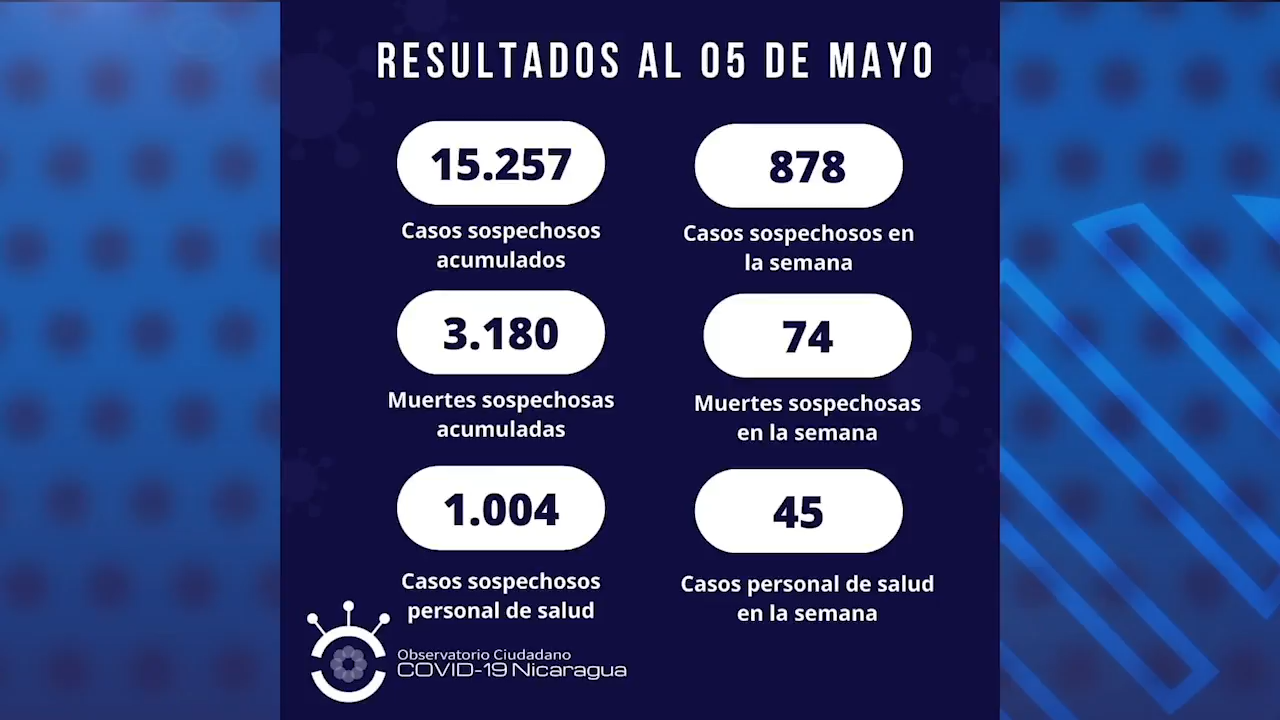 RESULTADOS AL 05 DE MAYO
15.257
Casos sospechosos
acumulados
878
Casos sospechosos en
la semana
3.180
Muertes sospechosas
acumuladas
74
Muertes sospechosas
en la semana
1.004
Casos sospechosos
personal de salud
45
Casos personal de salud
en la semana
Observatorio Ciudadano
COVID-19 Nicaragua